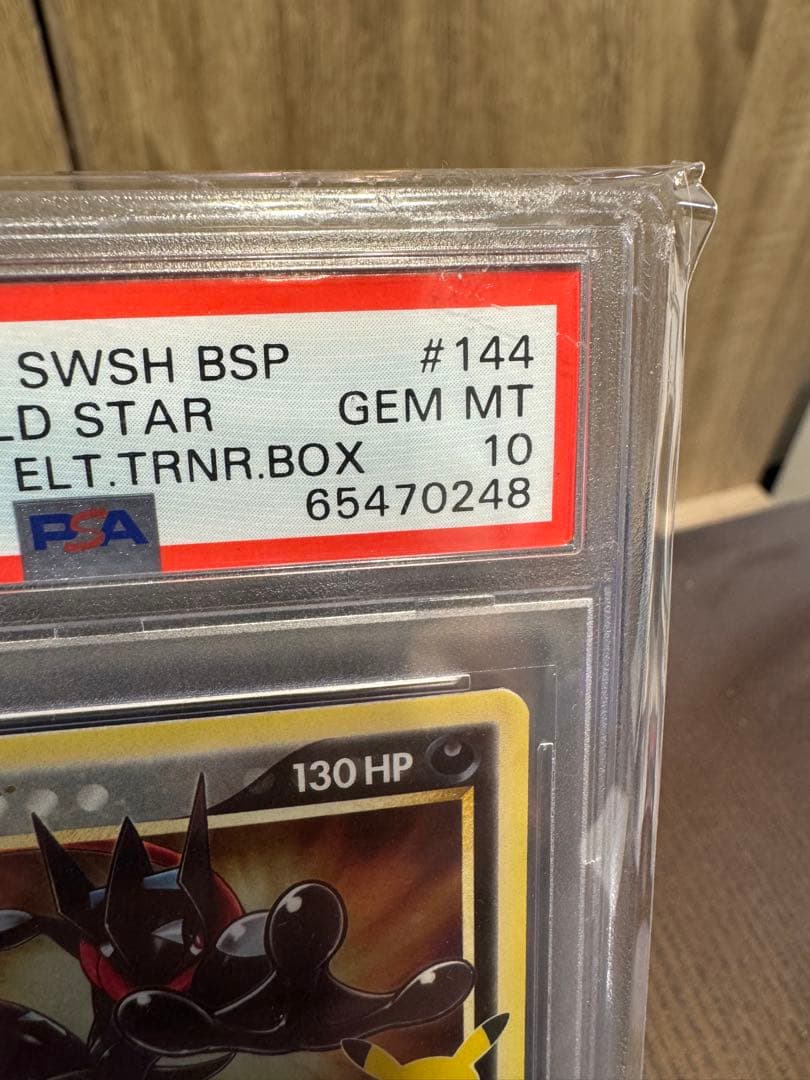 SWSH BSP #144
LD STAR GEM MT
ELT.TRNR.BOX 10
65470248
PSA
130 HP